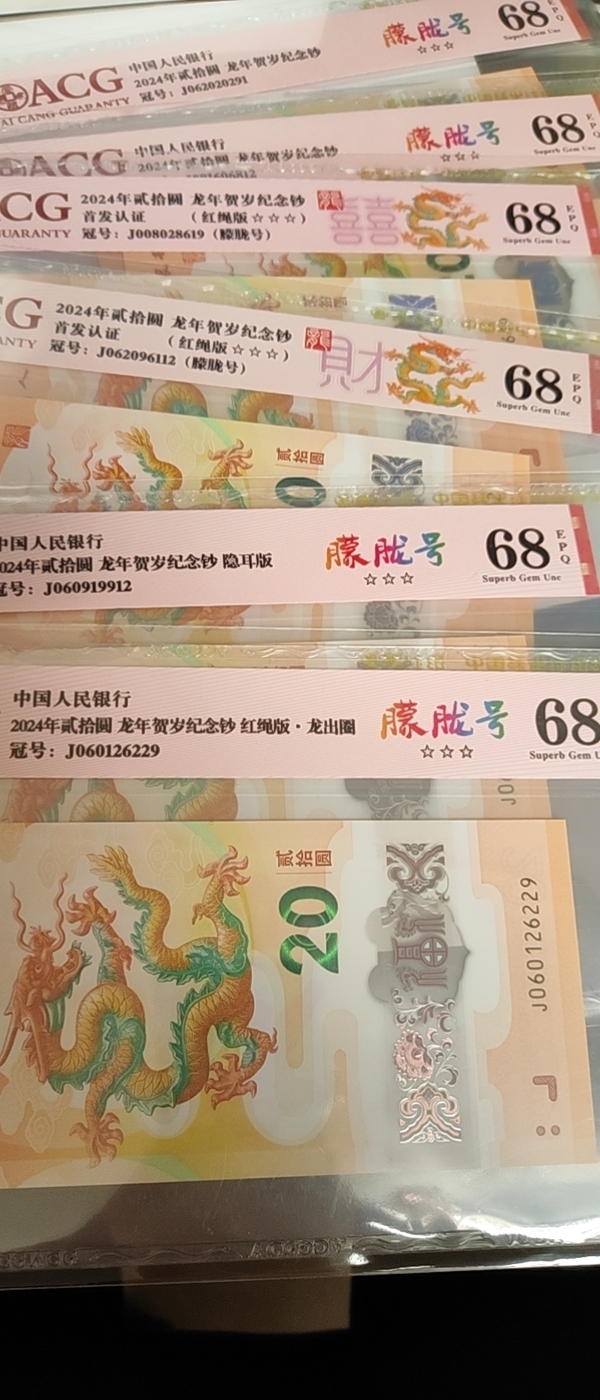 ACG
中国人民银行
2024年贰拾圆 龙年贺岁纪念钞
冠号：J062020291
朦胧号
☆☆☆
68
EPQ
Superb Gem Unc
ACG
中国人民银行
2024年贰拾圆 龙年贺岁纪念钞
朦胧号
☆☆☆
68
Superb Gem Unc
CG
GUARANTY
2024年贰拾圆 龙年贺岁纪念钞
首发认证 （红绳版☆☆☆）
冠号：J008028619（朦胧号）
囍
68
EPQ
Superb Gem Unc
G
ANTY
2024年贰拾圆 龙年贺岁纪念钞
首发认证 （红绳版☆☆☆）
冠号：J062096112（朦胧号）
財
68
EPQ
Superb Gem Unc
贰拾圆
0
中国人民银行
024年贰拾圆 龙年贺岁纪念钞 隐耳版
冠号：J060919912
朦胧号
☆☆☆
68
EPQ
Superb Gem Unc
中国人民银行
2024年贰拾圆 龙年贺岁纪念钞 红绳版·龙出圈
冠号：J060126229
朦胧号
☆☆☆
68
Superb Gem U
贰拾圆
20
J060126229